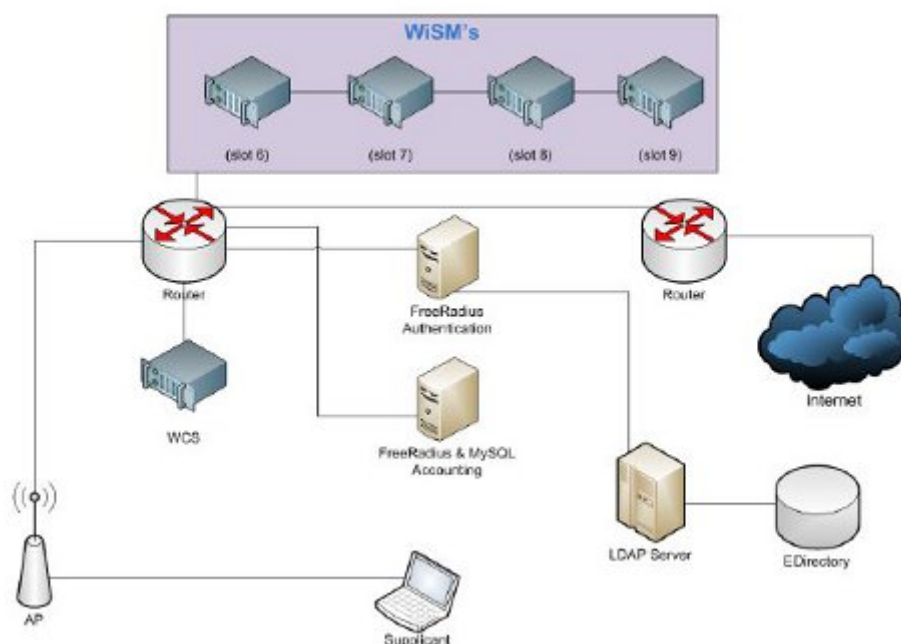 WiSM's
(slot 6)
(slot 7)
(slot 8)
(slot 9)
Router
Router
FreeRadius
Authentication
Internet
WCS
FreeRadius & MySQL
Accounting
LDAP Server
EDirectory
AP
Supplicant